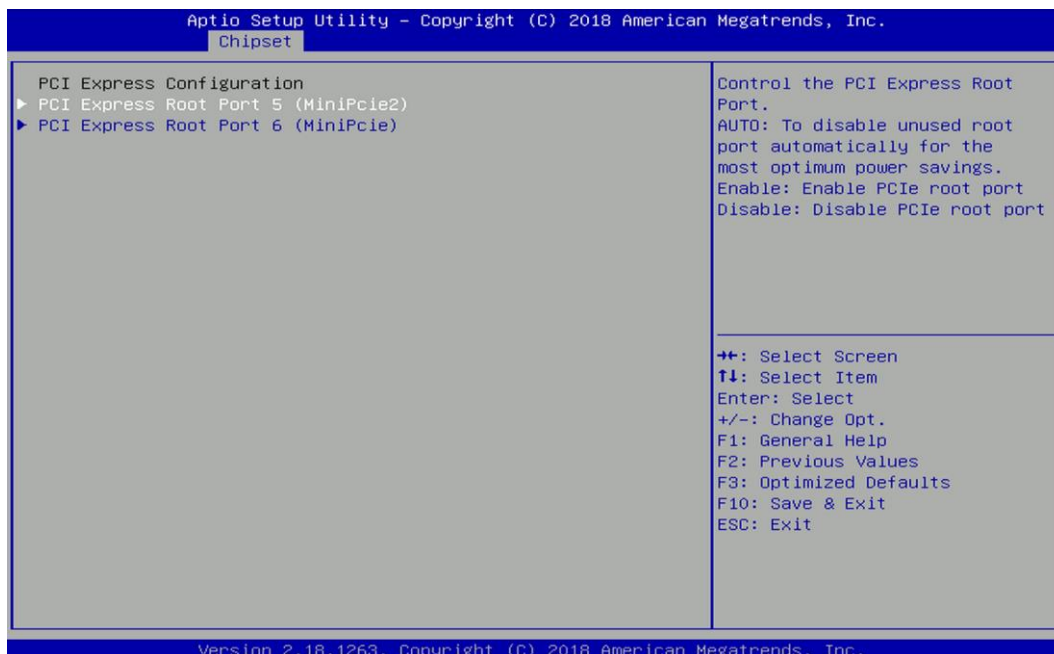 Aptio Setup Utility – Copyright (C) 2018 American Megatrends, Inc.
Chipset
PCI Express Configuration
▶ PCI Express Root Port 5 (MiniPcie2)
▶ PCI Express Root Port 6 (MiniPcie)
Control the PCI Express Root
Port.
AUTO: To disable unused root
port automatically for the
most optimum power savings.
Enable: Enable PCIe root port
Disable: Disable PCIe root port
→←: Select Screen
↑↓: Select Item
Enter: Select
+/-: Change Opt.
F1: General Help
F2: Previous Values
F3: Optimized Defaults
F10: Save & Exit
ESC: Exit
Version 2.18.1263. Copyright (C) 2018 American Megatrends, Inc.